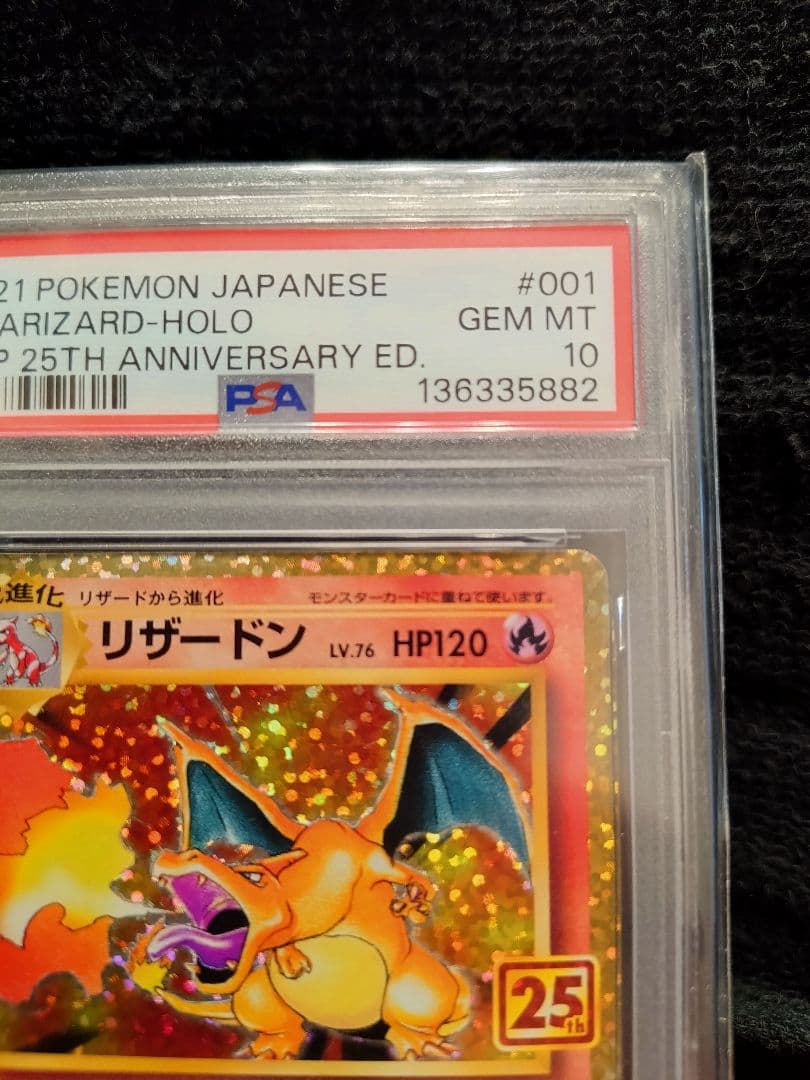 21 POKEMON JAPANESE #001
ARIZARD-HOLO GEM MT
P 25TH ANNIVERSARY ED. 10
PSA 136335882
進化 リザードから進化 モンスターカードに重ねて使います。
リザードン LV.76 HP120
25th